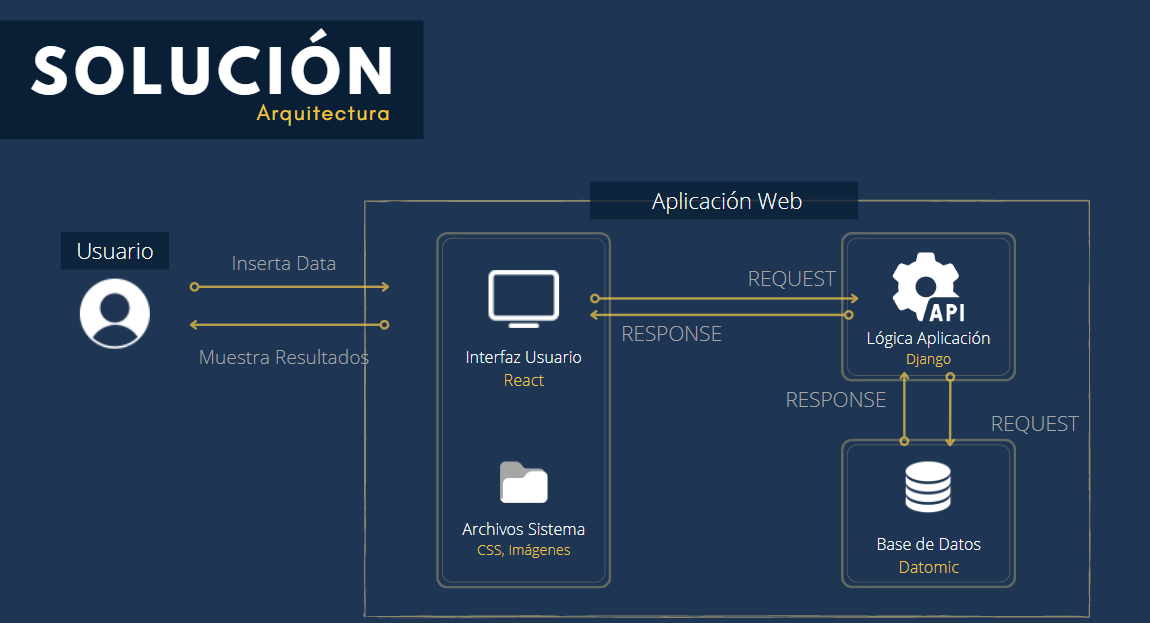 SOLUCIÓN
Arquitectura
Aplicación Web
Usuario
Inserta Data
Muestra Resultados
Interfaz Usuario
React
Archivos Sistema
CSS, Imágenes
REQUEST
RESPONSE
API
Lógica Aplicación
Django
RESPONSE
REQUEST
Base de Datos
Datomic